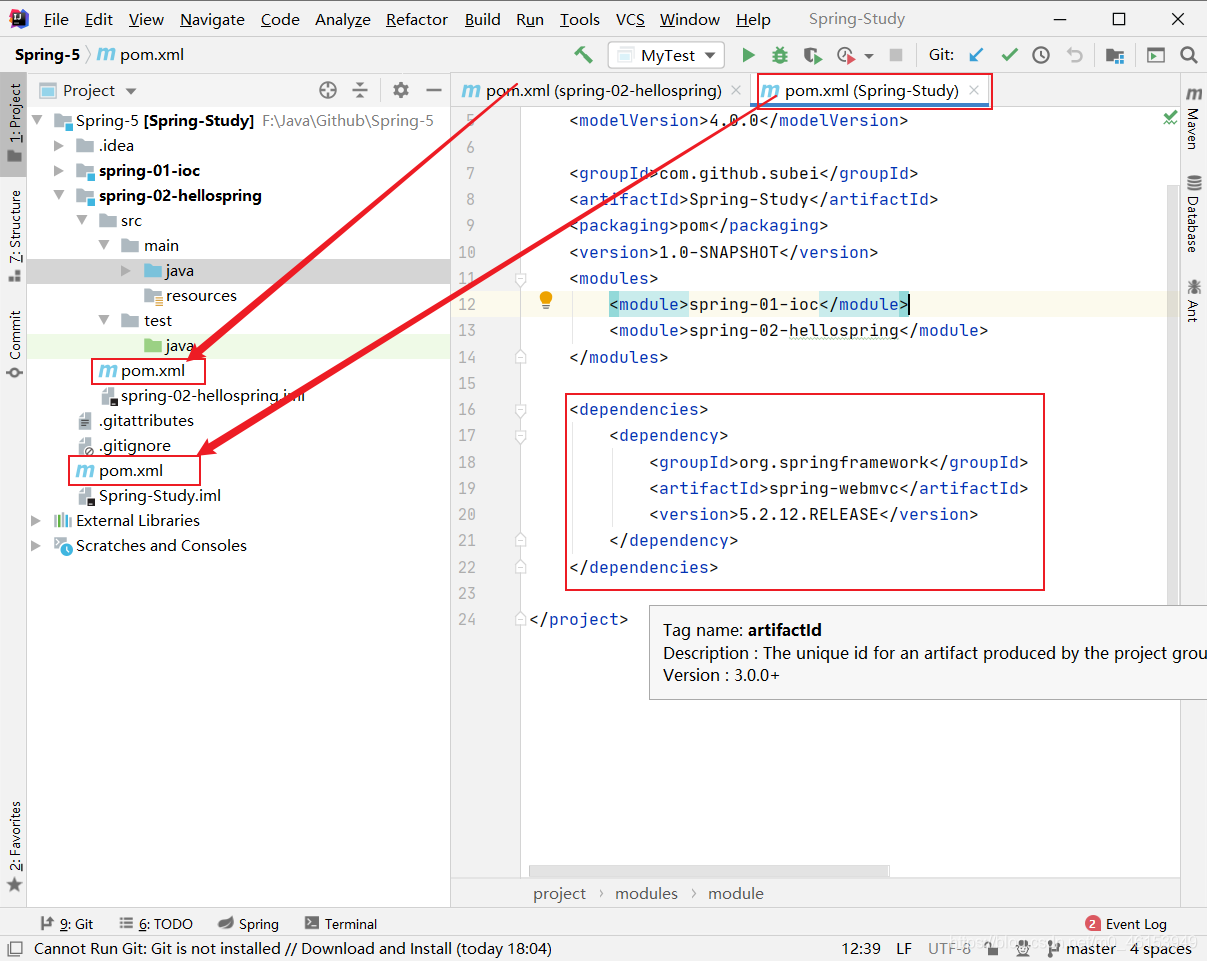 File Edit View Navigate Code Analyze Refactor Build Run Tools VCS Window Help Spring-Study
Spring-5 pom.xml MyTest Git:
1: Project
7: Structure
Commit
2: Favorites
Project
Spring-5 [Spring-Study] F:\Java\Github\Spring-5
.idea
spring-01-ioc
spring-02-hellospring
src
main
java
resources
test
java
pom.xml
spring-02-hellospring.iml
.gitattributes
.gitignore
pom.xml
Spring-Study.iml
External Libraries
Scratches and Consoles
pom.xml (spring-02-hellospring) pom.xml (Spring-Study)
5 <modelVersion>4.0.0</modelVersion>
6
7 <groupId>com.github.subei</groupId>
8 <artifactId>Spring-Study</artifactId>
9 <packaging>pom</packaging>
10 <version>1.0-SNAPSHOT</version>
11 <modules>
12 <module>spring-01-ioc</module>
13 <module>spring-02-hellospring</module>
14 </modules>
15
16 <dependencies>
17 <dependency>
18 <groupId>org.springframework</groupId>
19 <artifactId>spring-webmvc</artifactId>
20 <version>5.2.12.RELEASE</version>
21 </dependency>
22 </dependencies>
23
24 </project>
Tag name: artifactId
Description : The unique id for an artifact produced by the project grou
Version : 3.0.0+
Maven
Database
Ant
project › modules › module
9: Git 6: TODO Spring Terminal 2 Event Log
Cannot Run Git: Git is not installed // Download and Install (today 18:04) 12:39 LF UTF-8 master 4 spaces